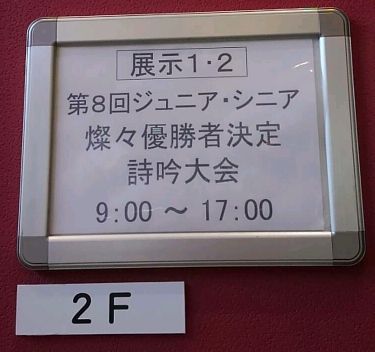 展示1・2
第8回ジュニア・シニア
燦々優勝者決定
詩吟大会
9:00 ～ 17:00
2F